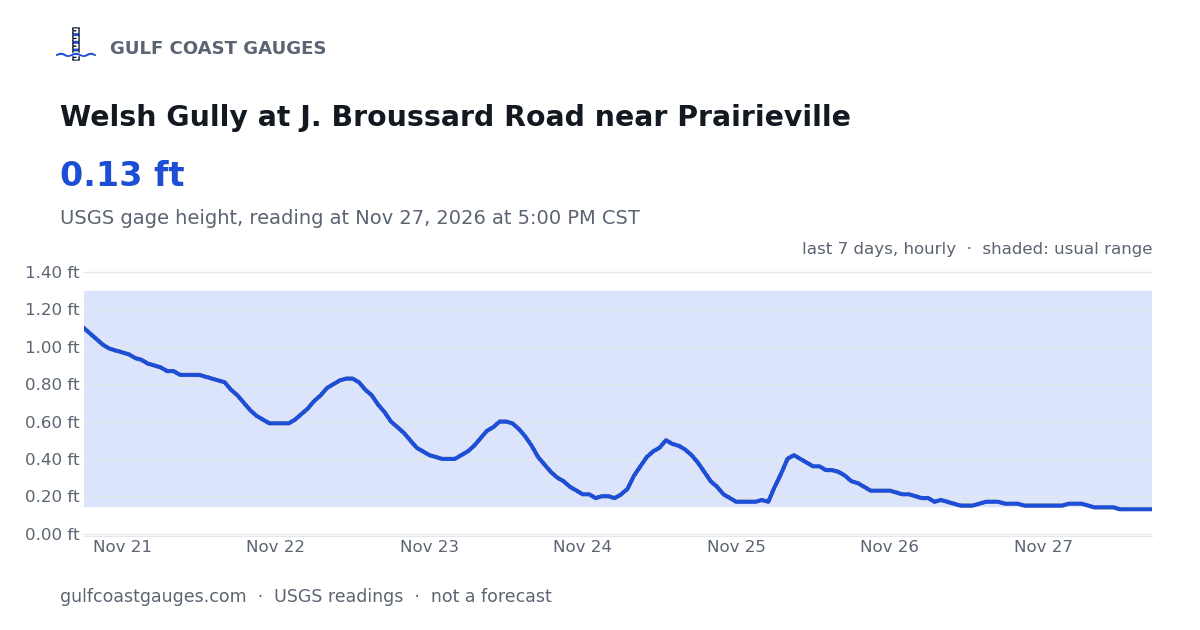 GULF COAST GAUGES
Welsh Gully at J. Broussard Road near Prairieville
0.13 ft
USGS gage height, reading at Nov 27, 2026 at 5:00 PM CST
last 7 days, hourly · shaded: usual range
1.40 ft
1.20 ft
1.00 ft
0.80 ft
0.60 ft
0.40 ft
0.20 ft
0.00 ft
Nov 21 Nov 22 Nov 23 Nov 24 Nov 25 Nov 26 Nov 27
gulfcoastgauges.com · USGS readings · not a forecast